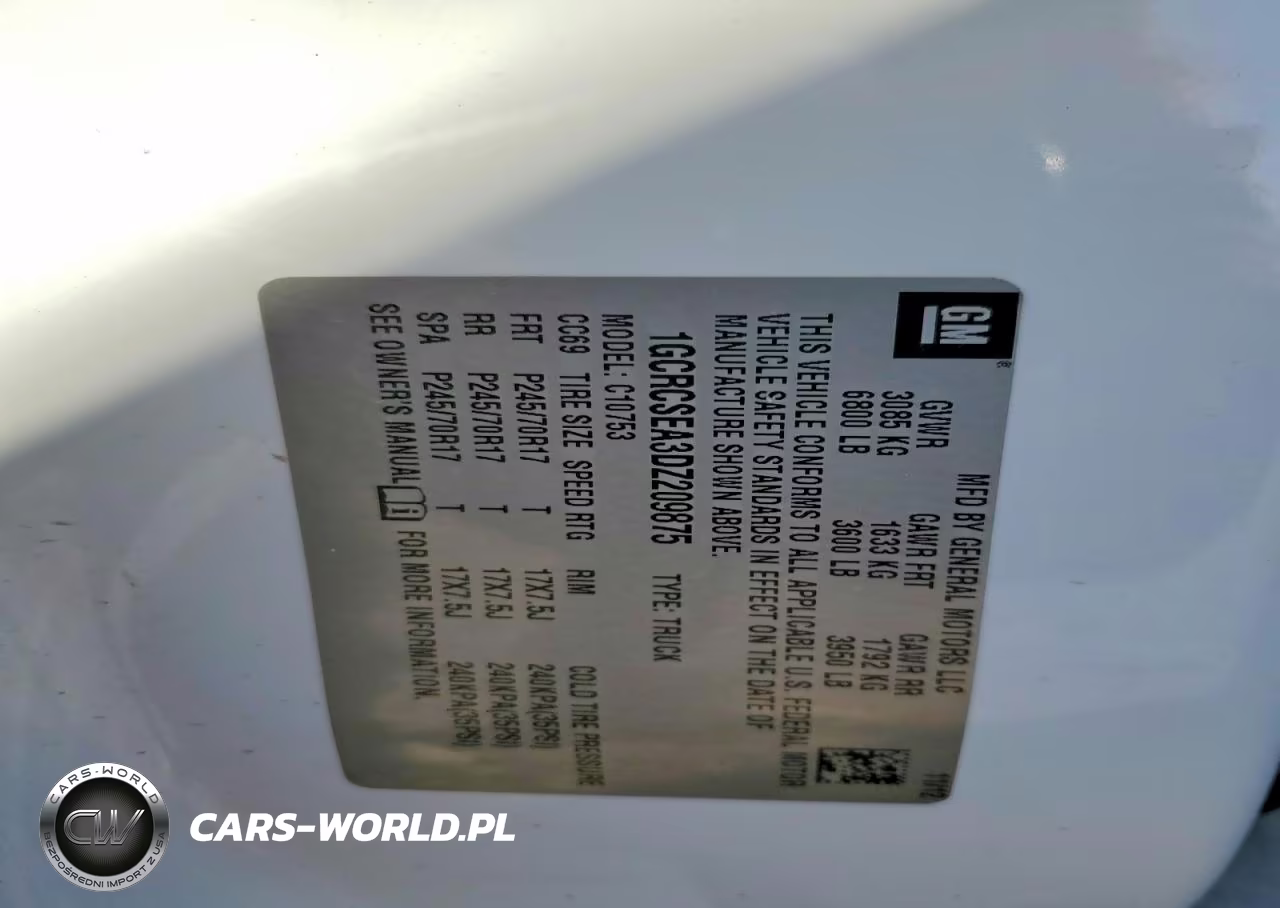 GM
MFD BY GENERAL MOTORS LLC 11/12
GVWR GAWR FRT GAWR RR
3085 KG 1633 KG 1792 KG
6800 LB 3600 LB 3950 LB
THIS VEHICLE CONFORMS TO ALL APPLICABLE U.S. FEDERAL MOTOR
VEHICLE SAFETY STANDARDS IN EFFECT ON THE DATE OF
MANUFACTURE SHOWN ABOVE.
1GCRCSEA3DZ209875 TYPE: TRUCK
MODEL: C10753
CC69 TIRE SIZE SPEED RTG RIM COLD TIRE PRESSURE
FRT P245/70R17 T 17X7.5J 240KPA(35PSI)
RR P245/70R17 T 17X7.5J 240KPA(35PSI)
SPA P245/70R17 T 17X7.5J 240KPA(35PSI)
SEE OWNER'S MANUAL FOR MORE INFORMATION.
CARS-WORLD
CW
BEZPOŚREDNI IMPORT Z USA
CARS-WORLD.PL